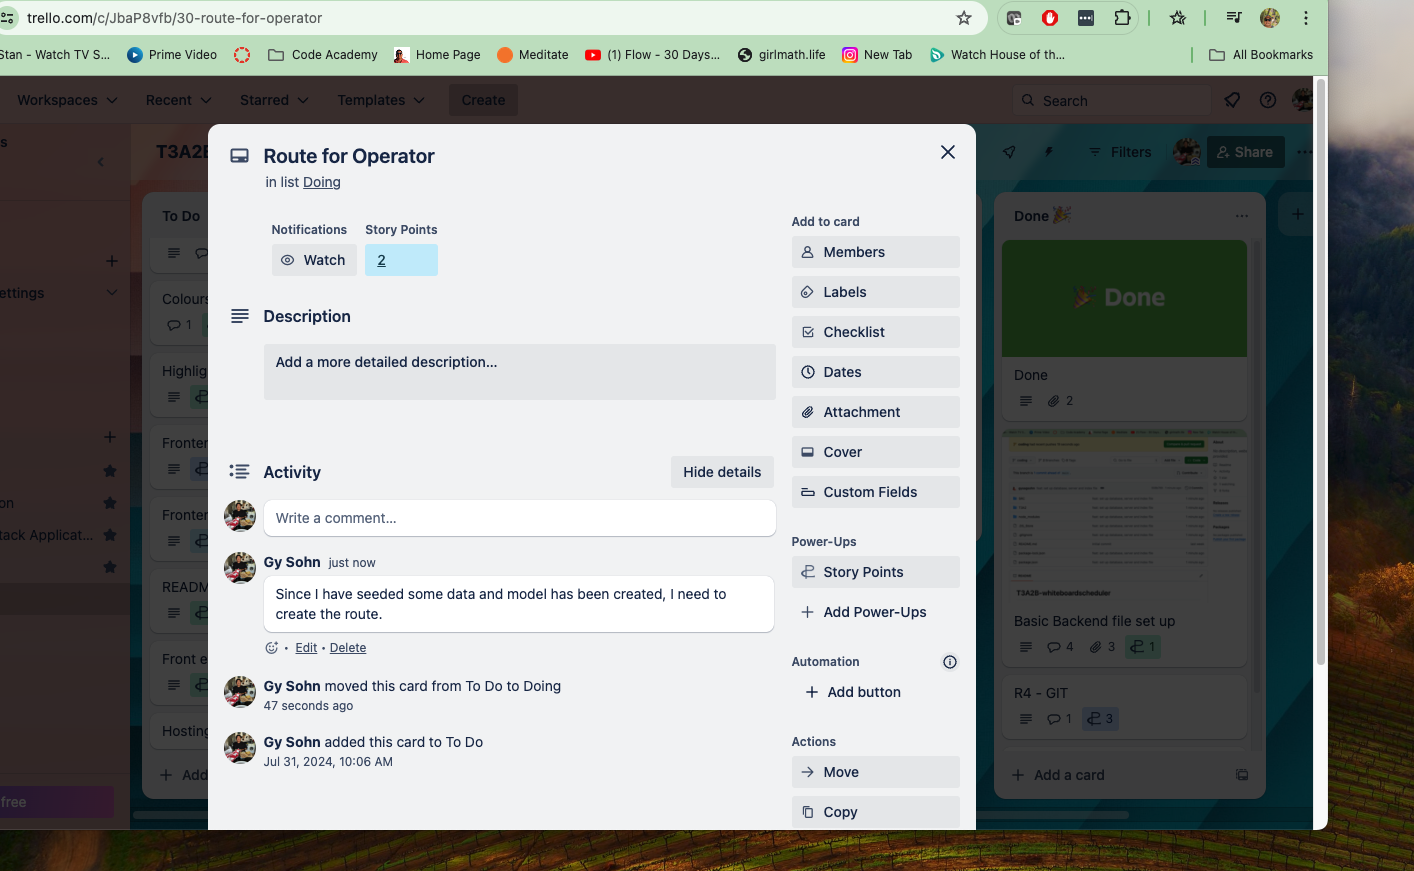 trello.com/c/JbaP8vfb/30-route-for-operator
Stan - Watch TV S...
Prime Video
Code Academy
Home Page
Meditate
(1) Flow - 30 Days...
girlmath.life
New Tab
Watch House of th...
All Bookmarks
Workspaces
Recent
Starred
Templates
Create
Search
T3A2B
Filters
Share
Route for Operator
in list Doing
Notifications
Story Points
Watch
2
Description
Add a more detailed description...
Activity
Hide details
Write a comment...
Gy Sohn just now
Since I have seeded some data and model has been created, I need to
create the route.
• Edit • Delete
Gy Sohn moved this card from To Do to Doing
47 seconds ago
Gy Sohn added this card to To Do
Jul 31, 2024, 10:06 AM
Add to card
Members
Labels
Checklist
Dates
Attachment
Cover
Custom Fields
Power-Ups
Story Points
Add Power-Ups
Automation
Add button
Actions
Move
Copy
To Do
Colours
1
Highlig
Fronten
Fronten
READM
Front e
Hosting
Add
ettings
on
tack Applicat...
free
Done
Done
Done
2
T3A2B-whiteboardscheduler
Basic Backend file set up
4
3
1
R4 - GIT
1
3
Add a card